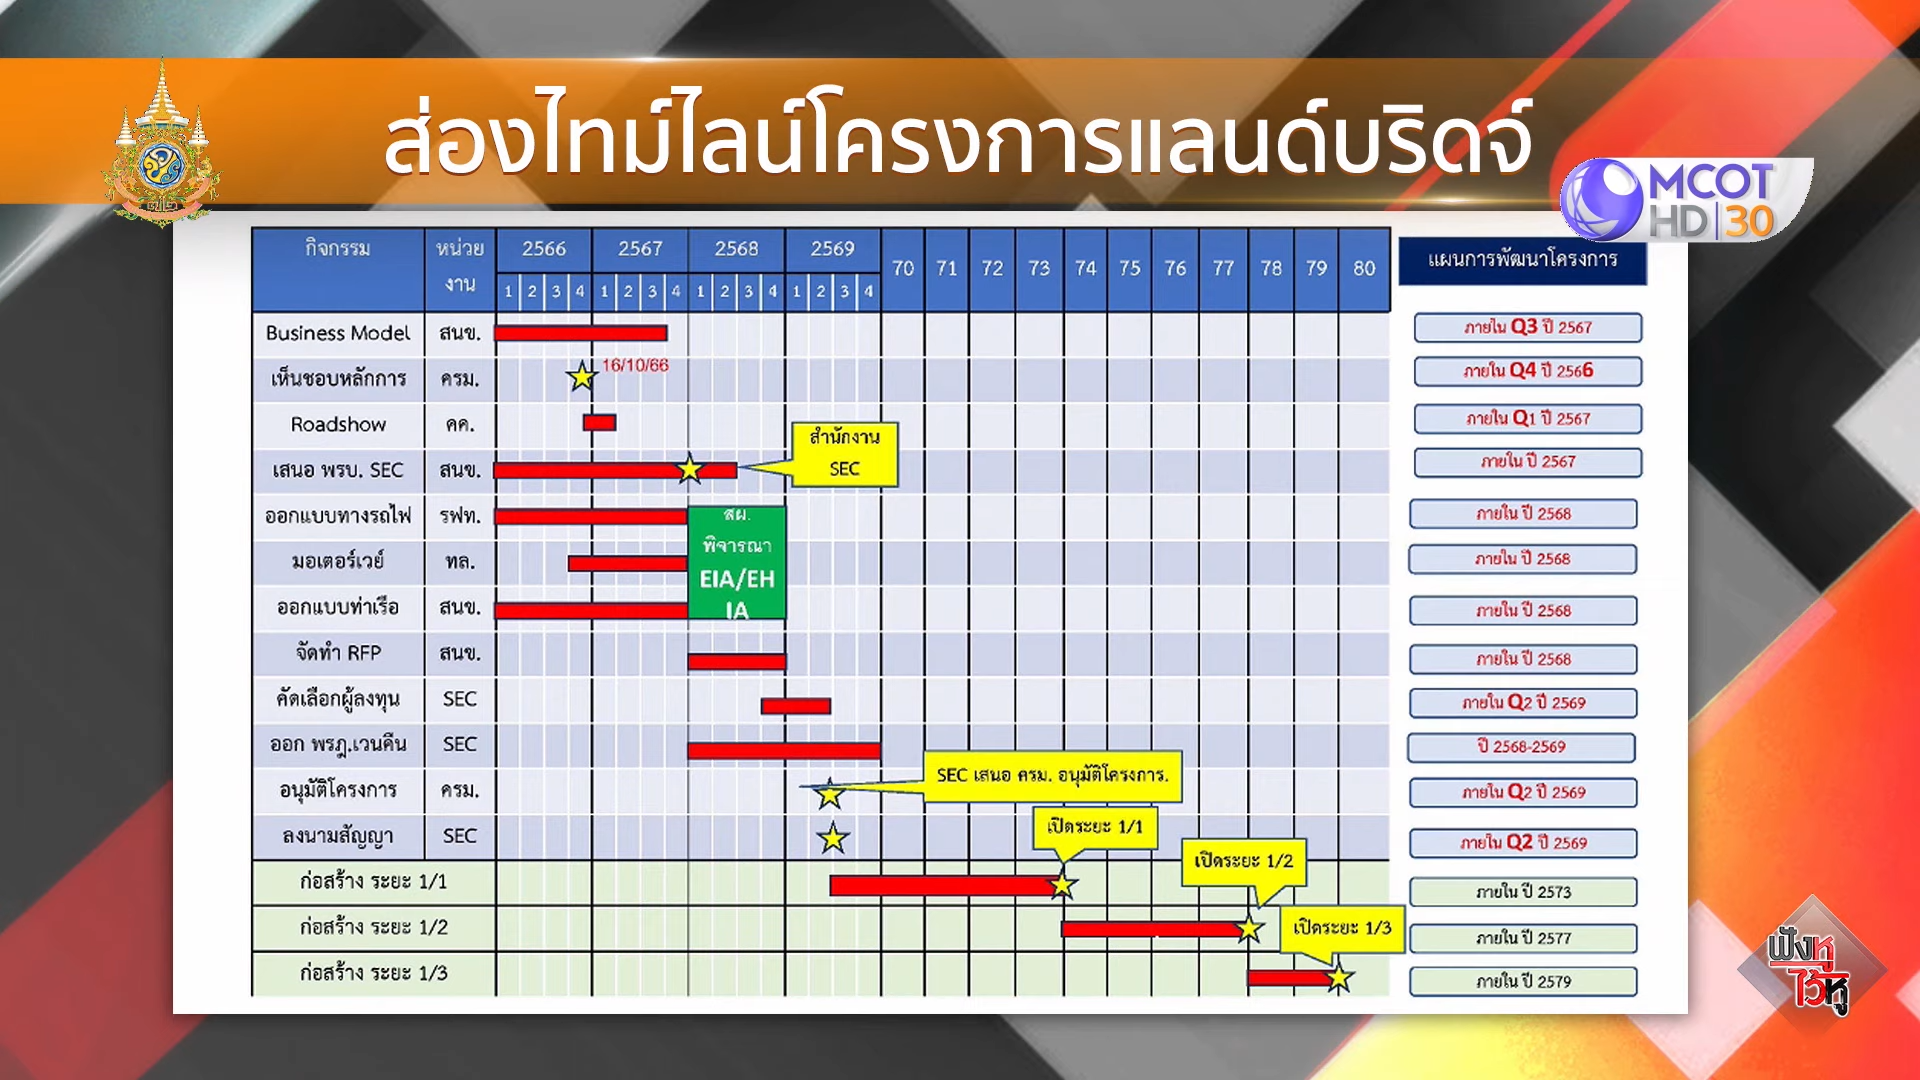 ส่องไทม์ไลน์โครงการแลนด์บริดจ์
MCOT
HD 30
กิจกรรม หน่วยงาน 2566 2567 2568 2569 70 71 72 73 74 75 76 77 78 79 80 แผนการพัฒนาโครงการ
1 2 3 4 1 2 3 4 1 2 3 4 1 2 3 4
Business Model สนข. ภายใน Q3 ปี 2567
เห็นชอบหลักการ ครม. 16/10/66 ภายใน Q4 ปี 2566
Roadshow คค. ภายใน Q1 ปี 2567
เสนอ พรบ. SEC สนข. สำนักงาน SEC ภายใน ปี 2567
ออกแบบทางรถไฟ รฟท. ภายใน ปี 2568
มอเตอร์เวย์ ทล. ภายใน ปี 2568
ออกแบบท่าเรือ สนข. ภายใน ปี 2568
สผ.
พิจารณา
EIA/EH
IA
จัดทำ RFP สนข. ภายใน ปี 2568
คัดเลือกผู้ลงทุน SEC ภายใน Q2 ปี 2569
ออก พรฎ.เวนคืน SEC ปี 2568-2569
อนุมัติโครงการ ครม. SEC เสนอ ครม. อนุมัติโครงการ. ภายใน Q2 ปี 2569
ลงนามสัญญา SEC ภายใน Q2 ปี 2569
ก่อสร้าง ระยะ 1/1 เปิดระยะ 1/1 ภายใน ปี 2573
ก่อสร้าง ระยะ 1/2 เปิดระยะ 1/2 ภายใน ปี 2577
ก่อสร้าง ระยะ 1/3 เปิดระยะ 1/3 ภายใน ปี 2579
ฟังหู
ไว้หู